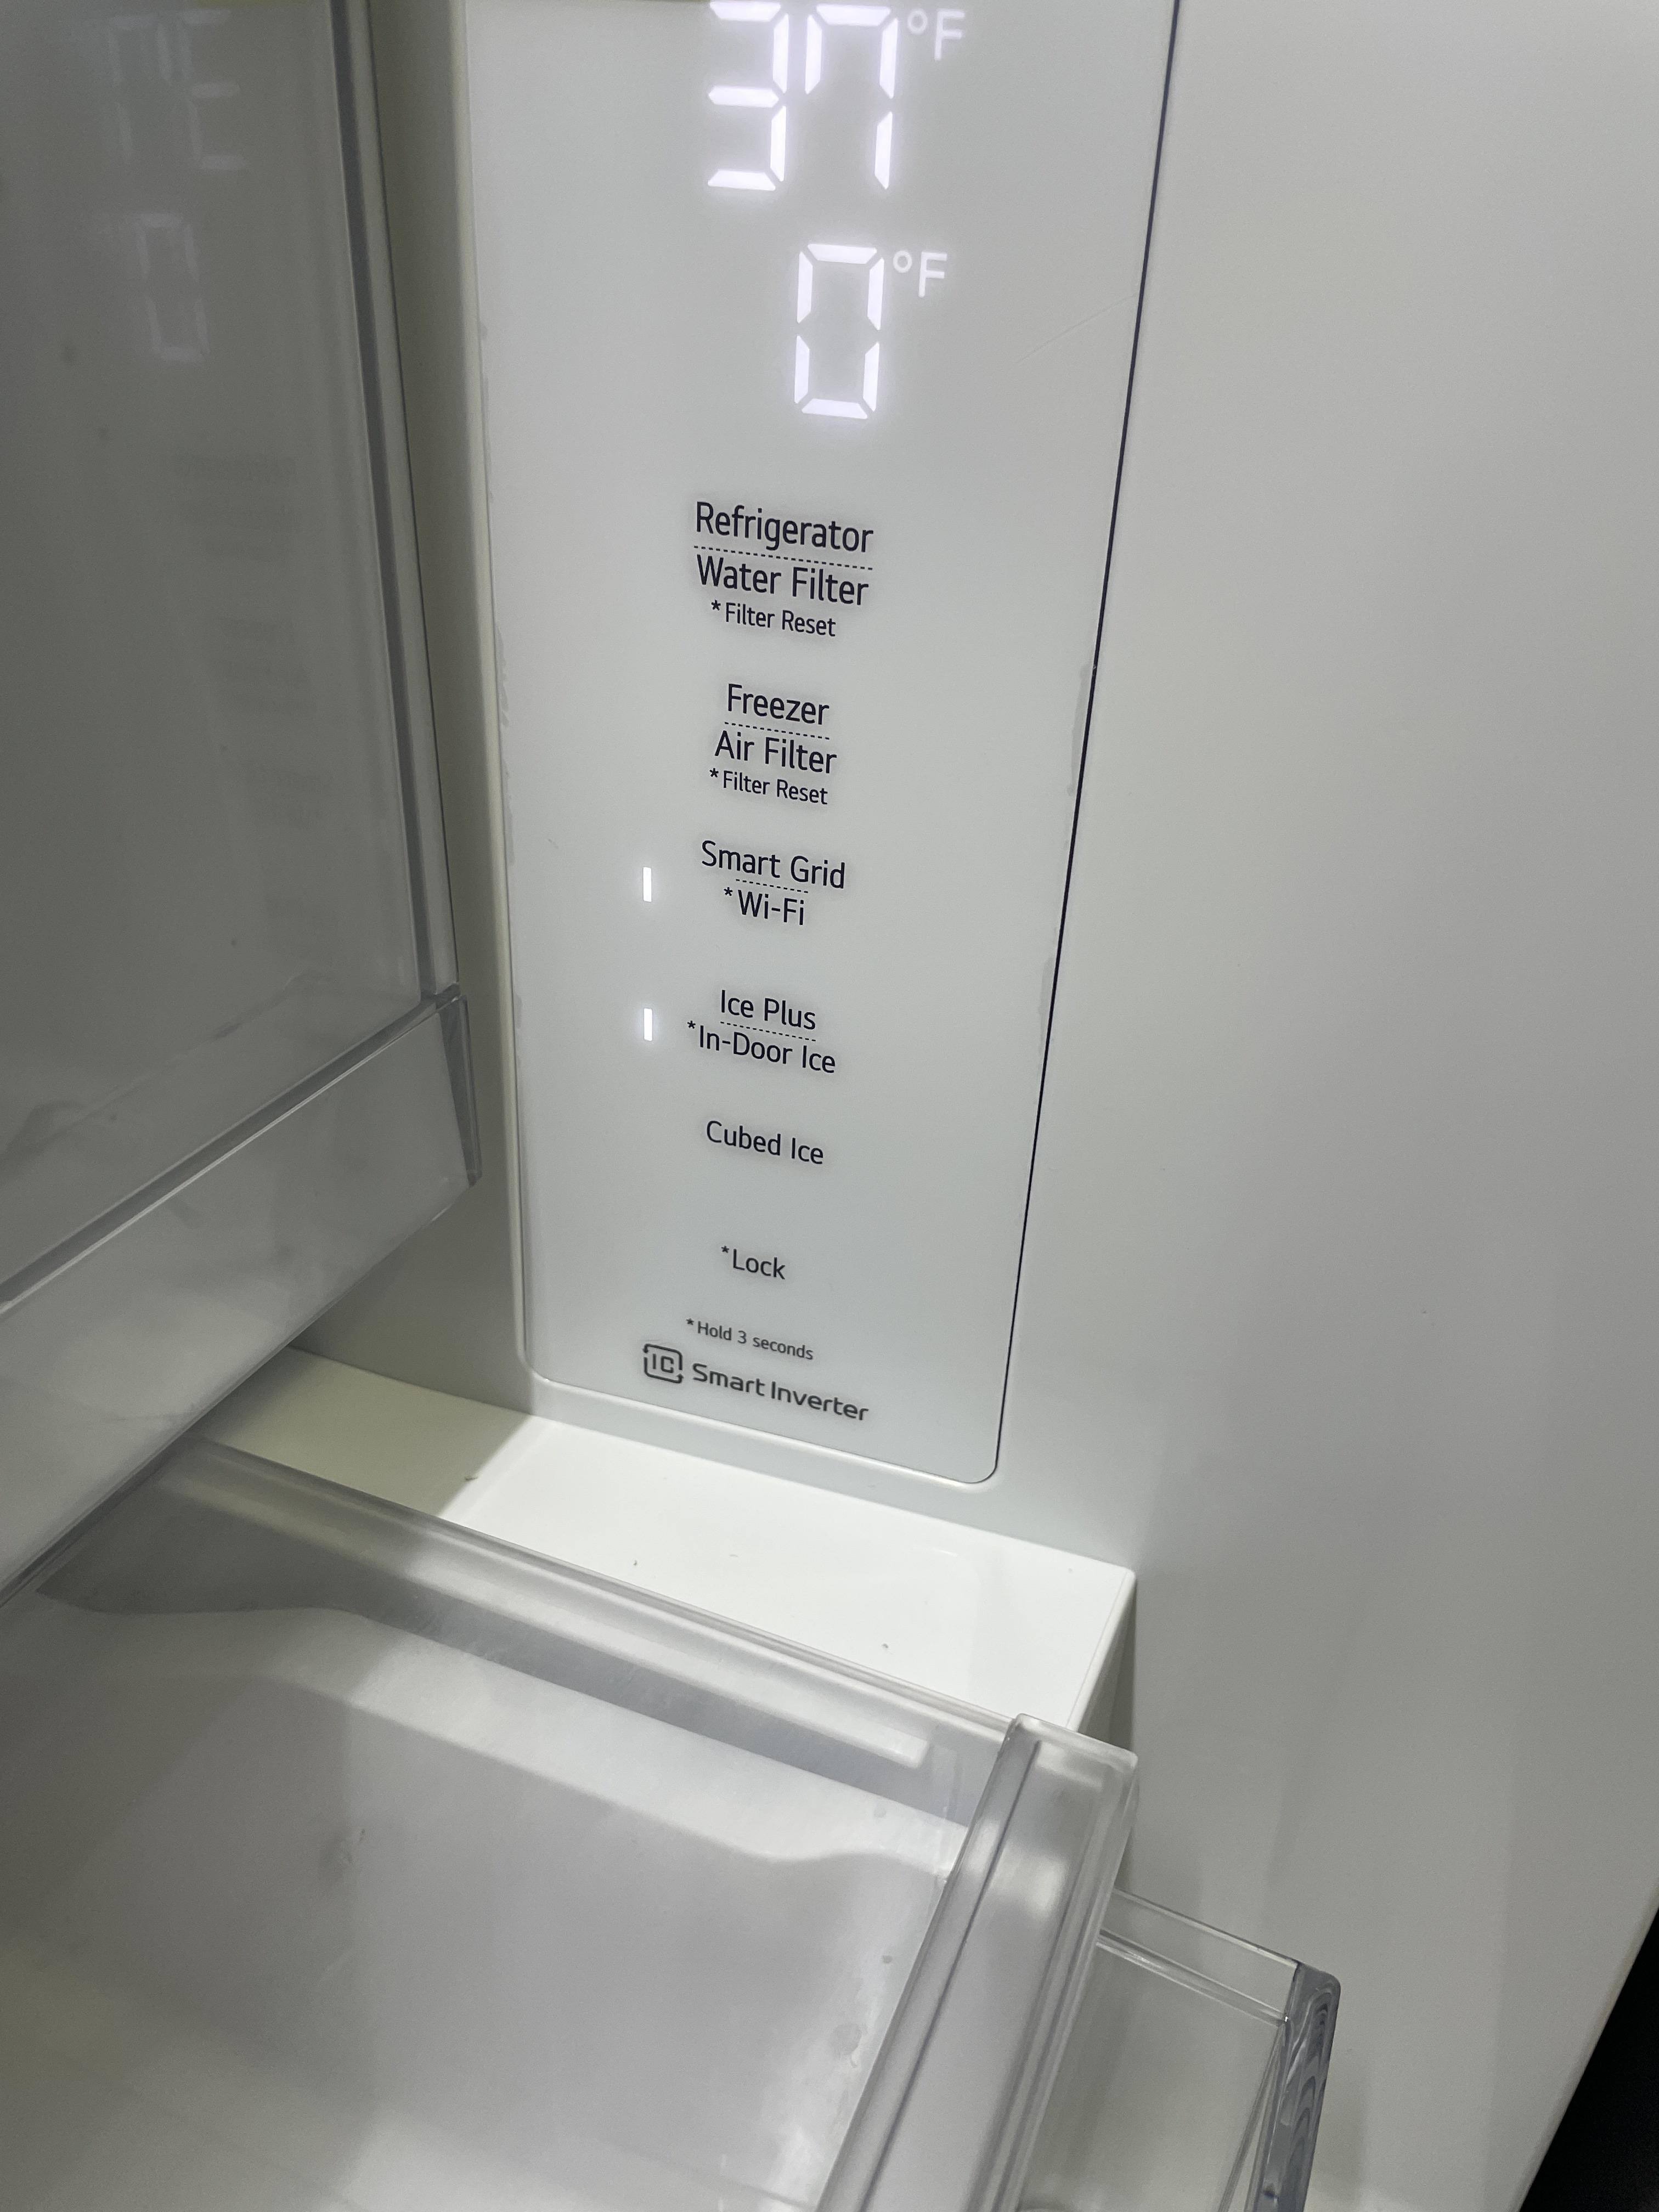 37 °F
0 °F
Refrigerator
Water Filter
*Filter Reset
Freezer
Air Filter
*Filter Reset
Smart Grid
*Wi-Fi
Ice Plus
*In-Door Ice
Cubed Ice
*Lock
*Hold 3 seconds
IC Smart Inverter